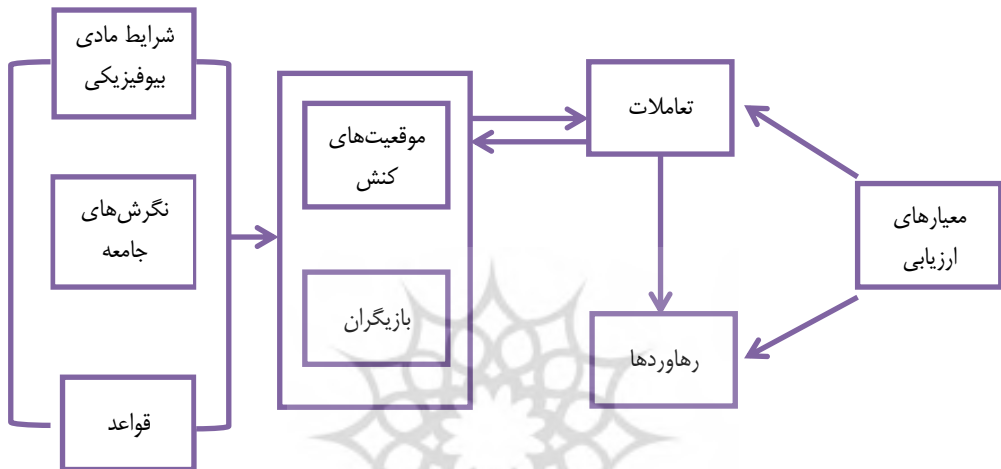 شرایط مادی
بیوفیزیکی
نگرش‌های
جامعه
قواعد
موقعیت‌های
کنش
بازیگران
تعاملات
رهاوردها
معیارهای
ارزیابی